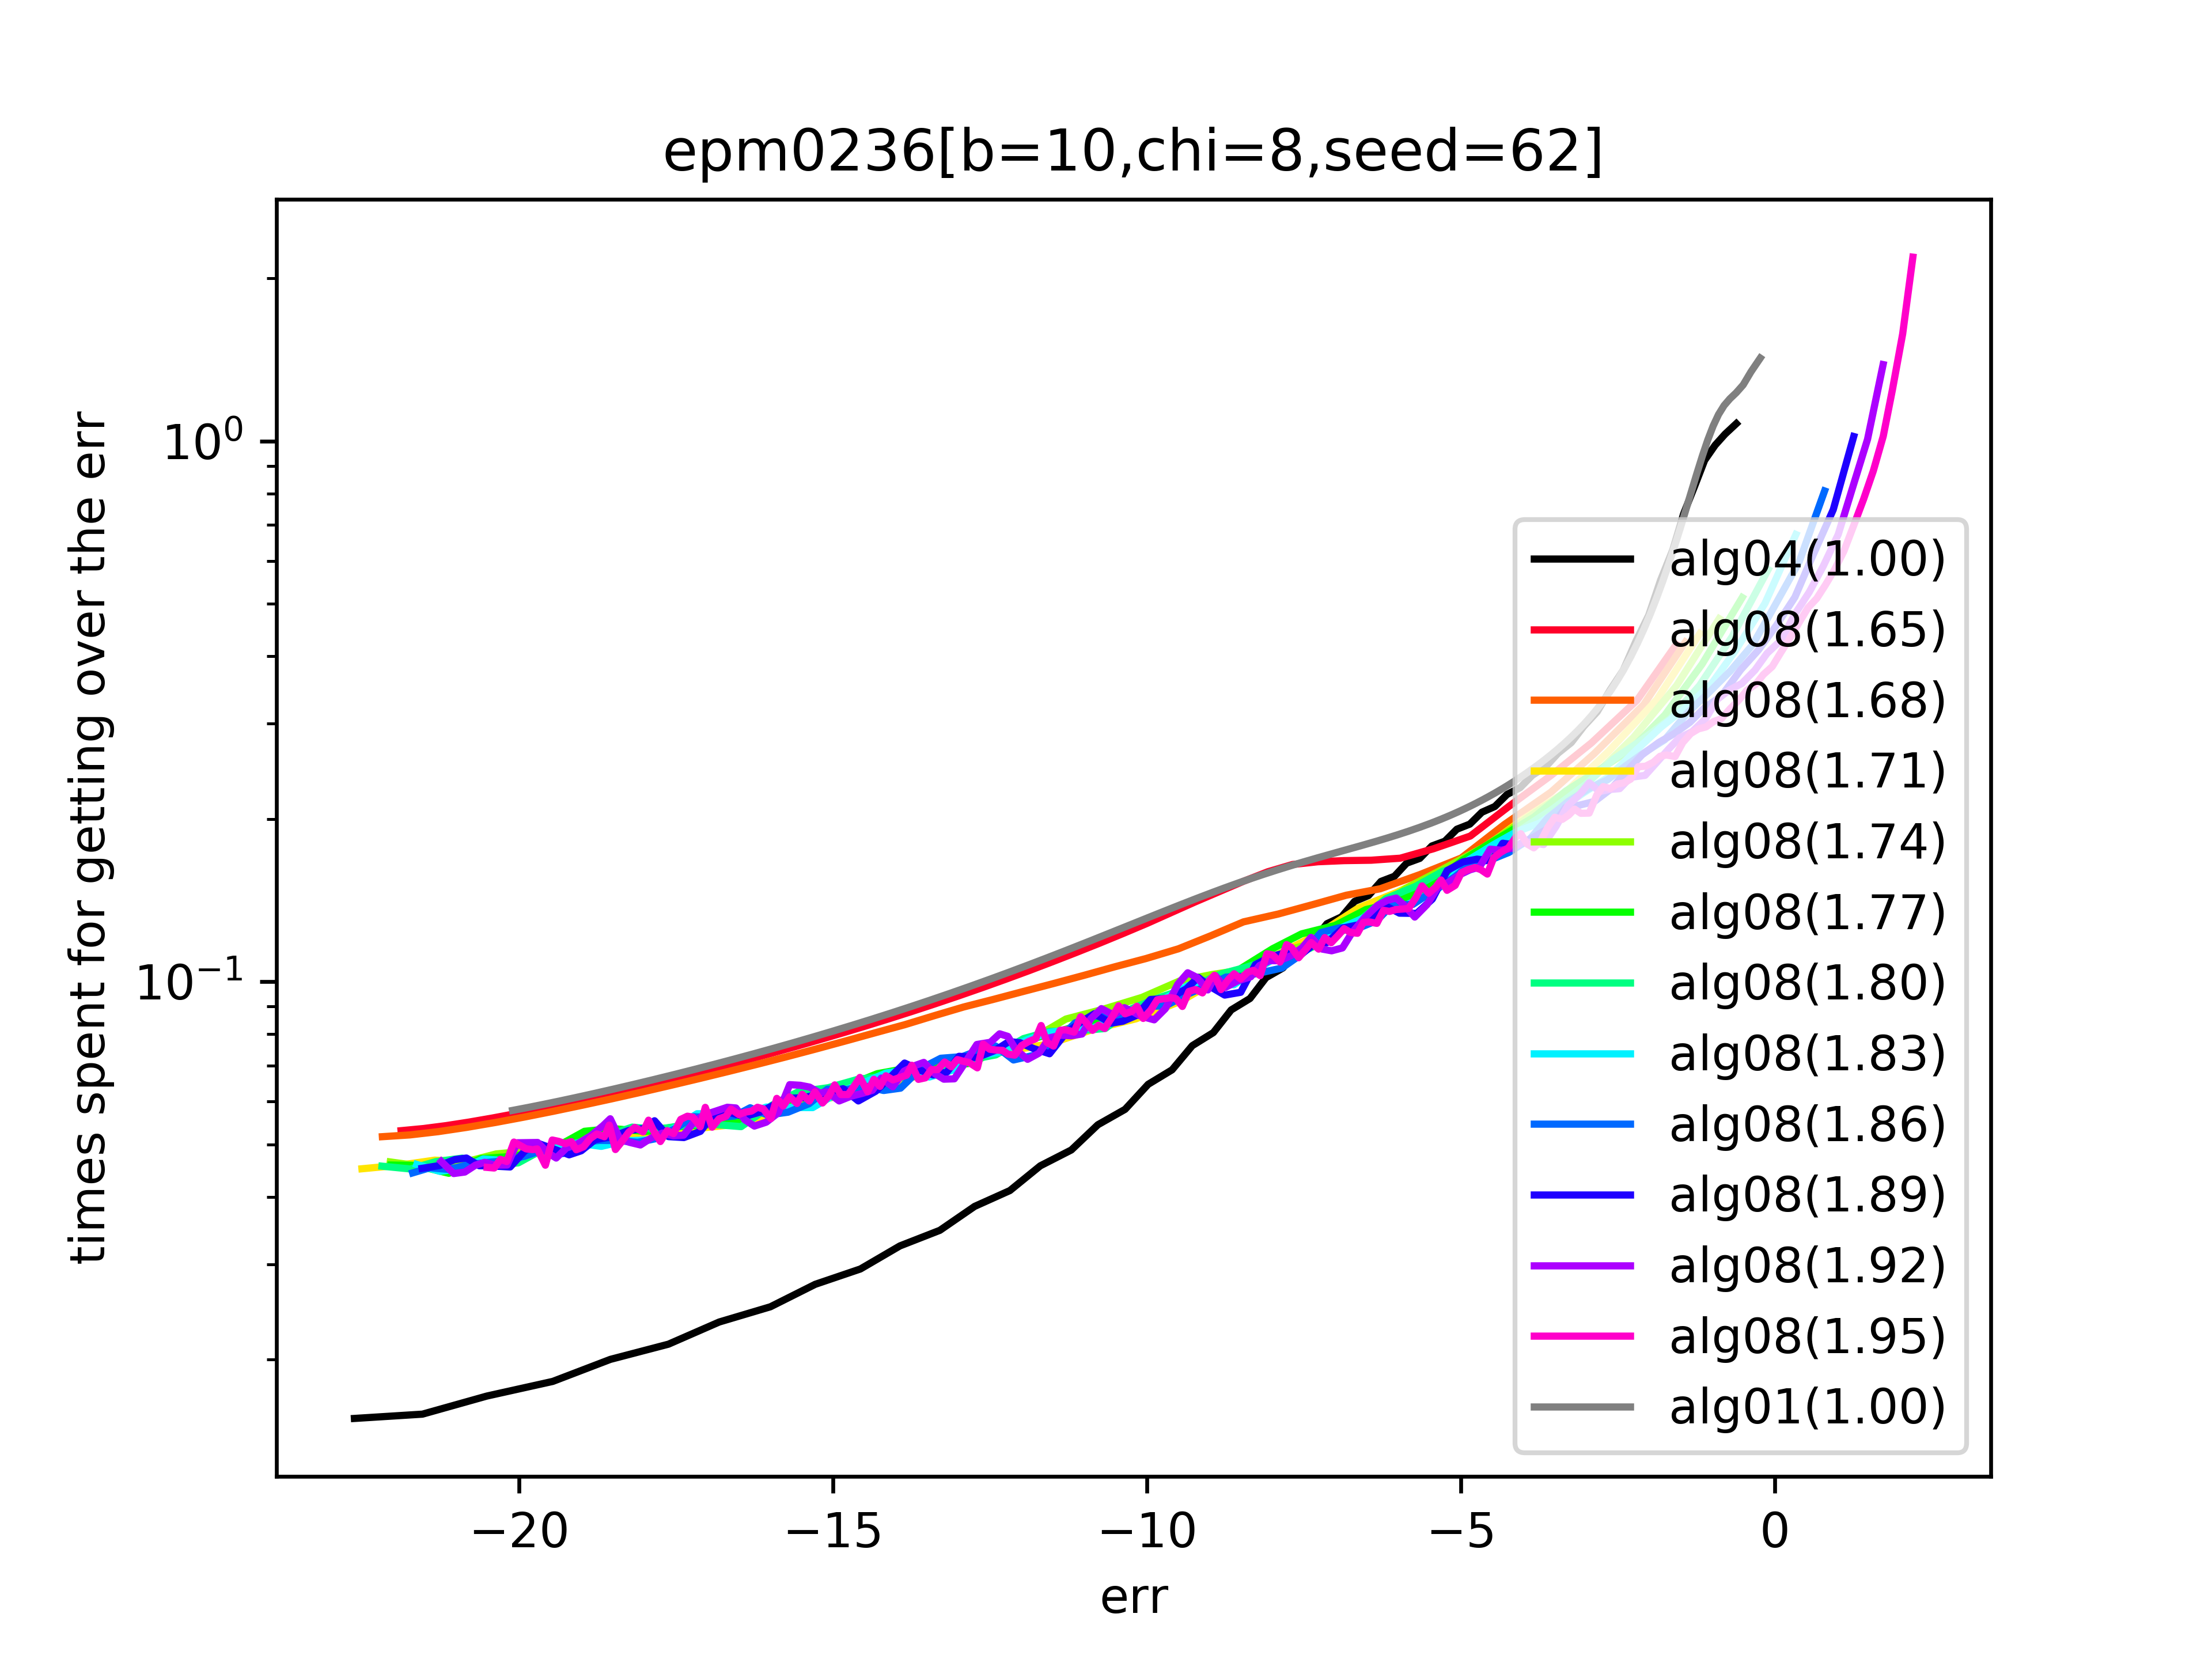 epm0236[b=10,chi=8,seed=62]
times spent for getting over the err
10⁰
10⁻¹
alg04(1.00)
alg08(1.65)
alg08(1.68)
alg08(1.71)
alg08(1.74)
alg08(1.77)
alg08(1.80)
alg08(1.83)
alg08(1.86)
alg08(1.89)
alg08(1.92)
alg08(1.95)
alg01(1.00)
−20 −15 −10 −5 0
err